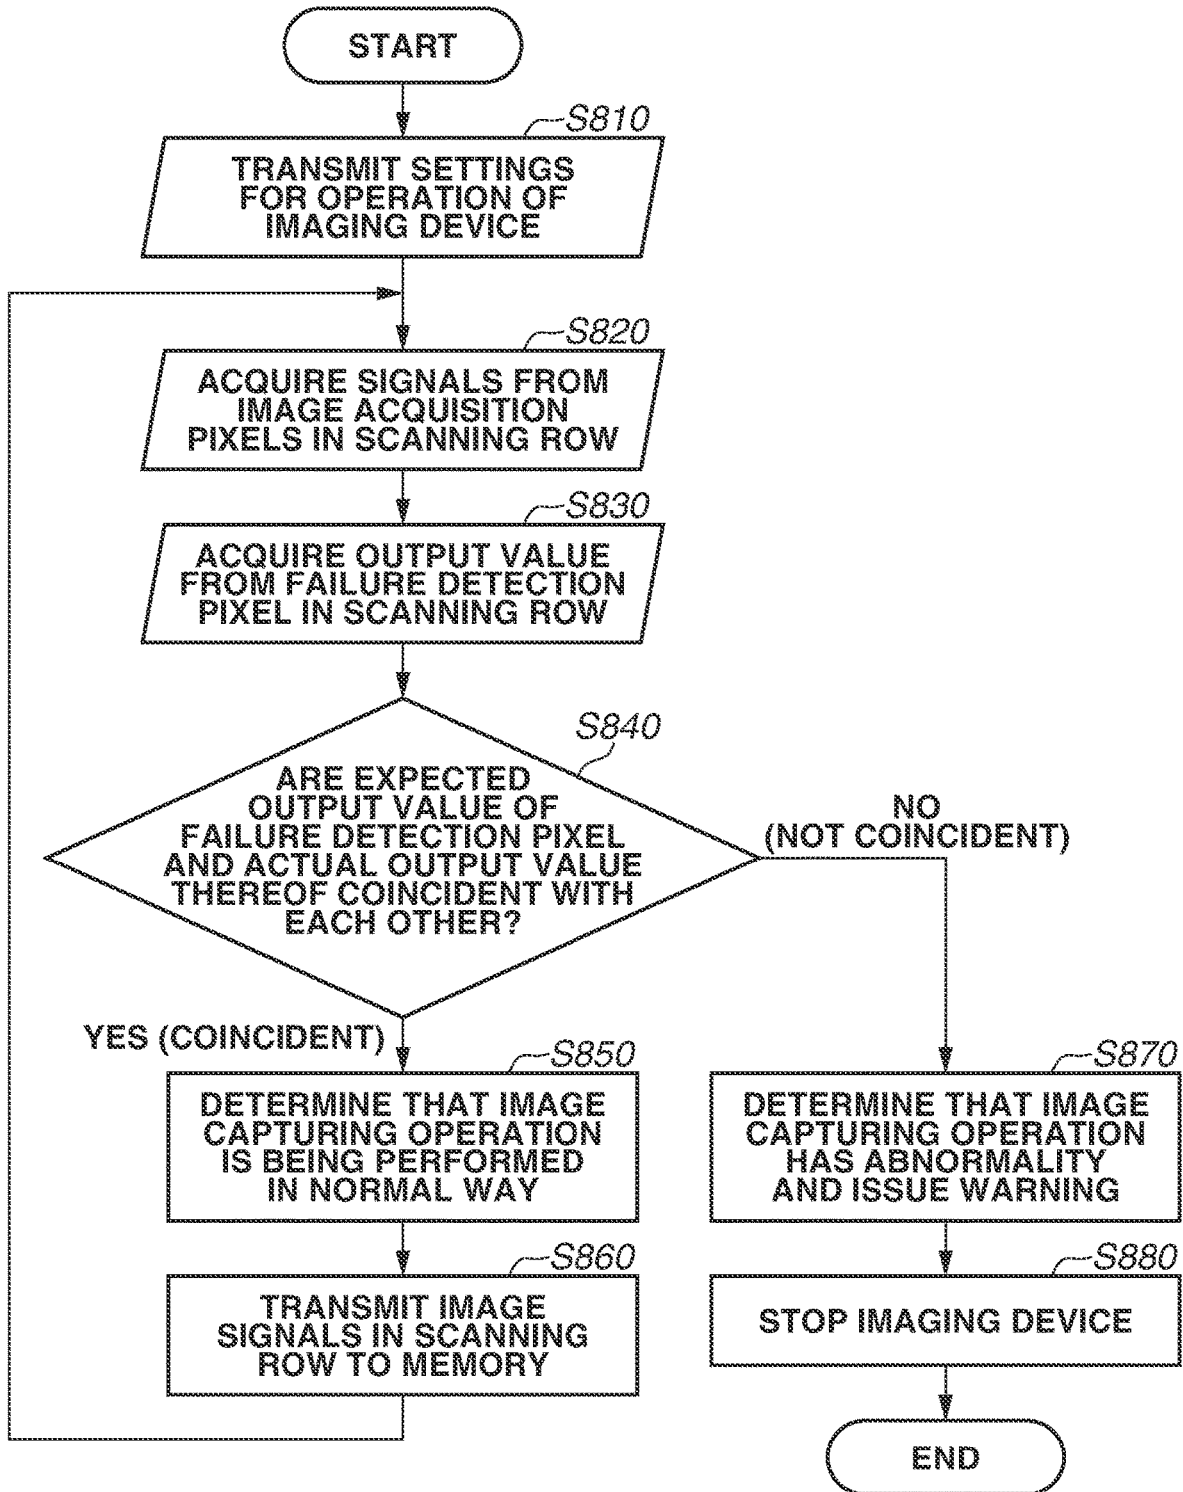 START
S810
TRANSMIT SETTINGS
FOR OPERATION OF
IMAGING DEVICE
S820
ACQUIRE SIGNALS FROM
IMAGE ACQUISITION
PIXELS IN SCANNING ROW
S830
ACQUIRE OUTPUT VALUE
FROM FAILURE DETECTION
PIXEL IN SCANNING ROW
S840
ARE EXPECTED
OUTPUT VALUE OF
FAILURE DETECTION PIXEL
AND ACTUAL OUTPUT VALUE
THEREOF COINCIDENT WITH
EACH OTHER?
NO
(NOT COINCIDENT)
YES (COINCIDENT)
S850
DETERMINE THAT IMAGE
CAPTURING OPERATION
IS BEING PERFORMED
IN NORMAL WAY
S860
TRANSMIT IMAGE
SIGNALS IN SCANNING
ROW TO MEMORY
S870
DETERMINE THAT IMAGE
CAPTURING OPERATION
HAS ABNORMALITY
AND ISSUE WARNING
S880
STOP IMAGING DEVICE
END